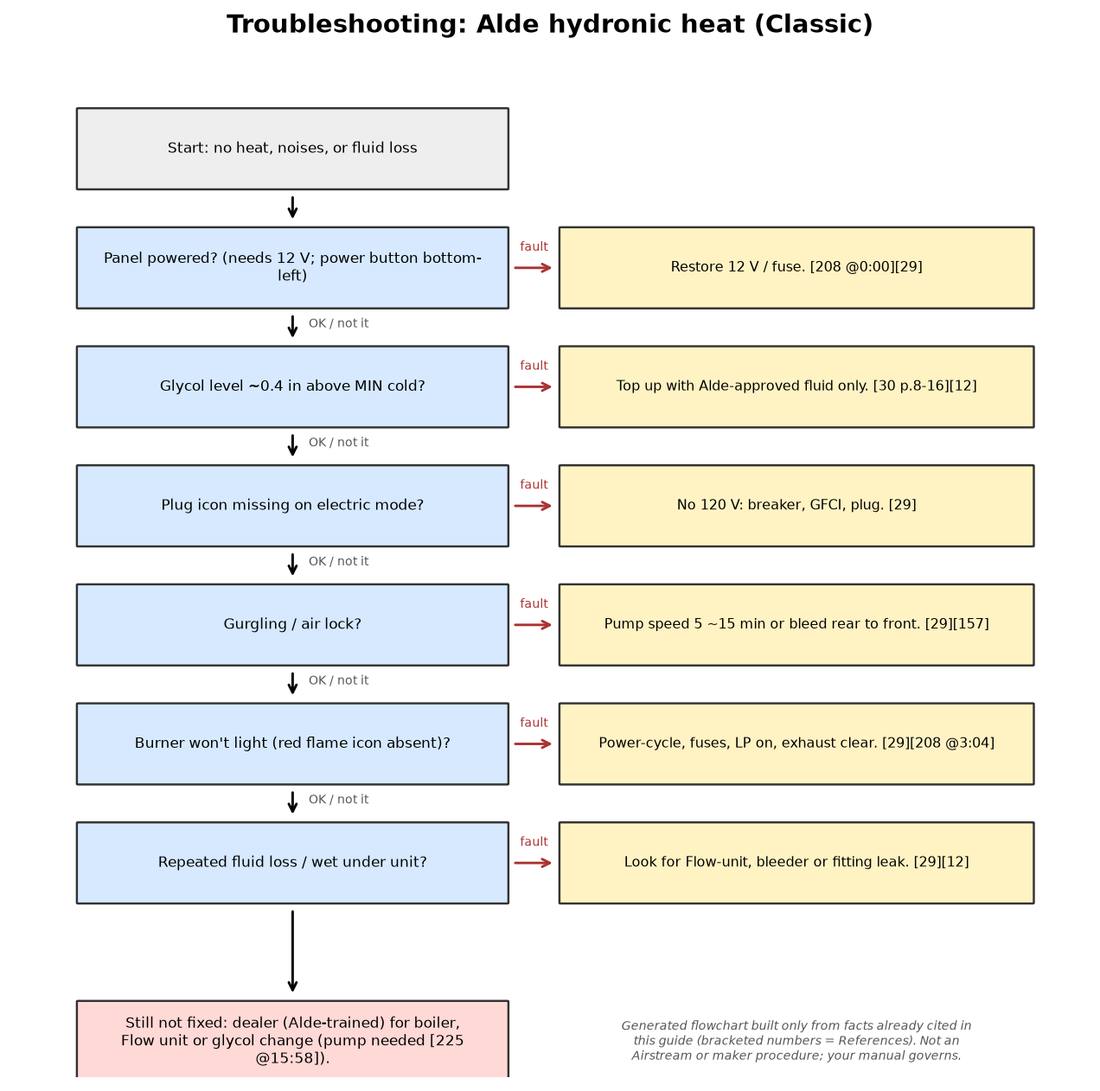 Troubleshooting: Alde hydronic heat (Classic)
Start: no heat, noises, or fluid loss
Panel powered? (needs 12 V; power button bottom-
left)
fault
Restore 12 V / fuse. [208 @0:00][29]
OK / not it
Glycol level ~0.4 in above MIN cold?
fault
Top up with Alde-approved fluid only. [30 p.8-16][12]
OK / not it
Plug icon missing on electric mode?
fault
No 120 V: breaker, GFCI, plug. [29]
OK / not it
Gurgling / air lock?
fault
Pump speed 5 ~15 min or bleed rear to front. [29][157]
OK / not it
Burner won't light (red flame icon absent)?
fault
Power-cycle, fuses, LP on, exhaust clear. [29][208 @3:04]
OK / not it
Repeated fluid loss / wet under unit?
fault
Look for Flow-unit, bleeder or fitting leak. [29][12]
Still not fixed: dealer (Alde-trained) for boiler,
Flow unit or glycol change (pump needed [225
@15:58]).
Generated flowchart built only from facts already cited in
this guide (bracketed numbers = References). Not an
Airstream or maker procedure; your manual governs.